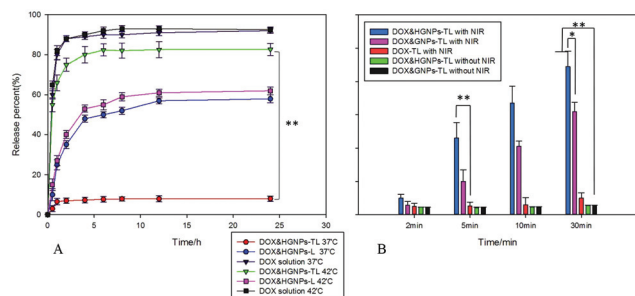 100
80
60
40
20
0
Release percent(%)
**
0 5 10 15 20 25 30
A
Time/h
DOX&HGNPs-TL 37℃
DOX&HGNPs-L 37℃
DOX solution 37℃
DOX&HGNPs-TL 42℃
DOX&HGNPs-L 42℃
DOX solution 42℃
DOX&HGNPs-TL with NIR
DOX&GNPs-TL with NIR
DOX-TL with NIR
DOX&HGNPs-TL without NIR
DOX&GNPs-TL without NIR
**
*
**
2min 5min 10min 30min
B
Time/min